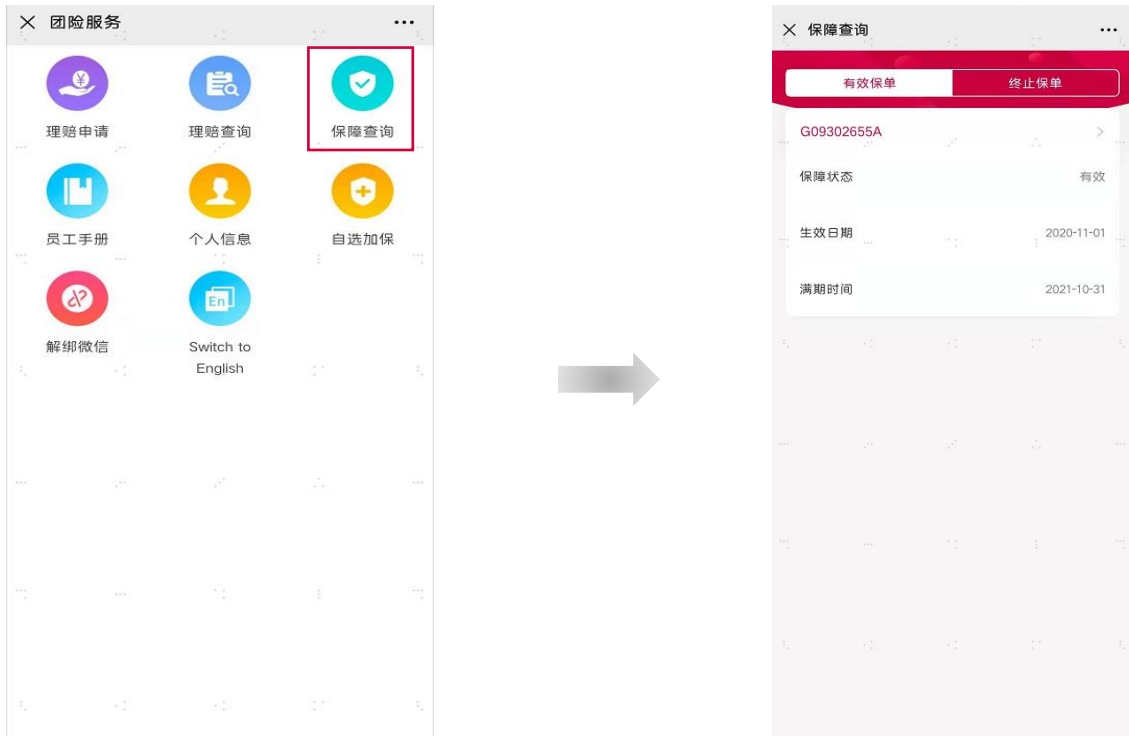 团险服务
理赔申请
理赔查询
保障查询
员工手册
个人信息
自选加保
En
解绑微信
Switch to
English
保障查询
有效保单
终止保单
G09302655A
保障状态
有效
生效日期
2020-11-01
满期时间
2021-10-31